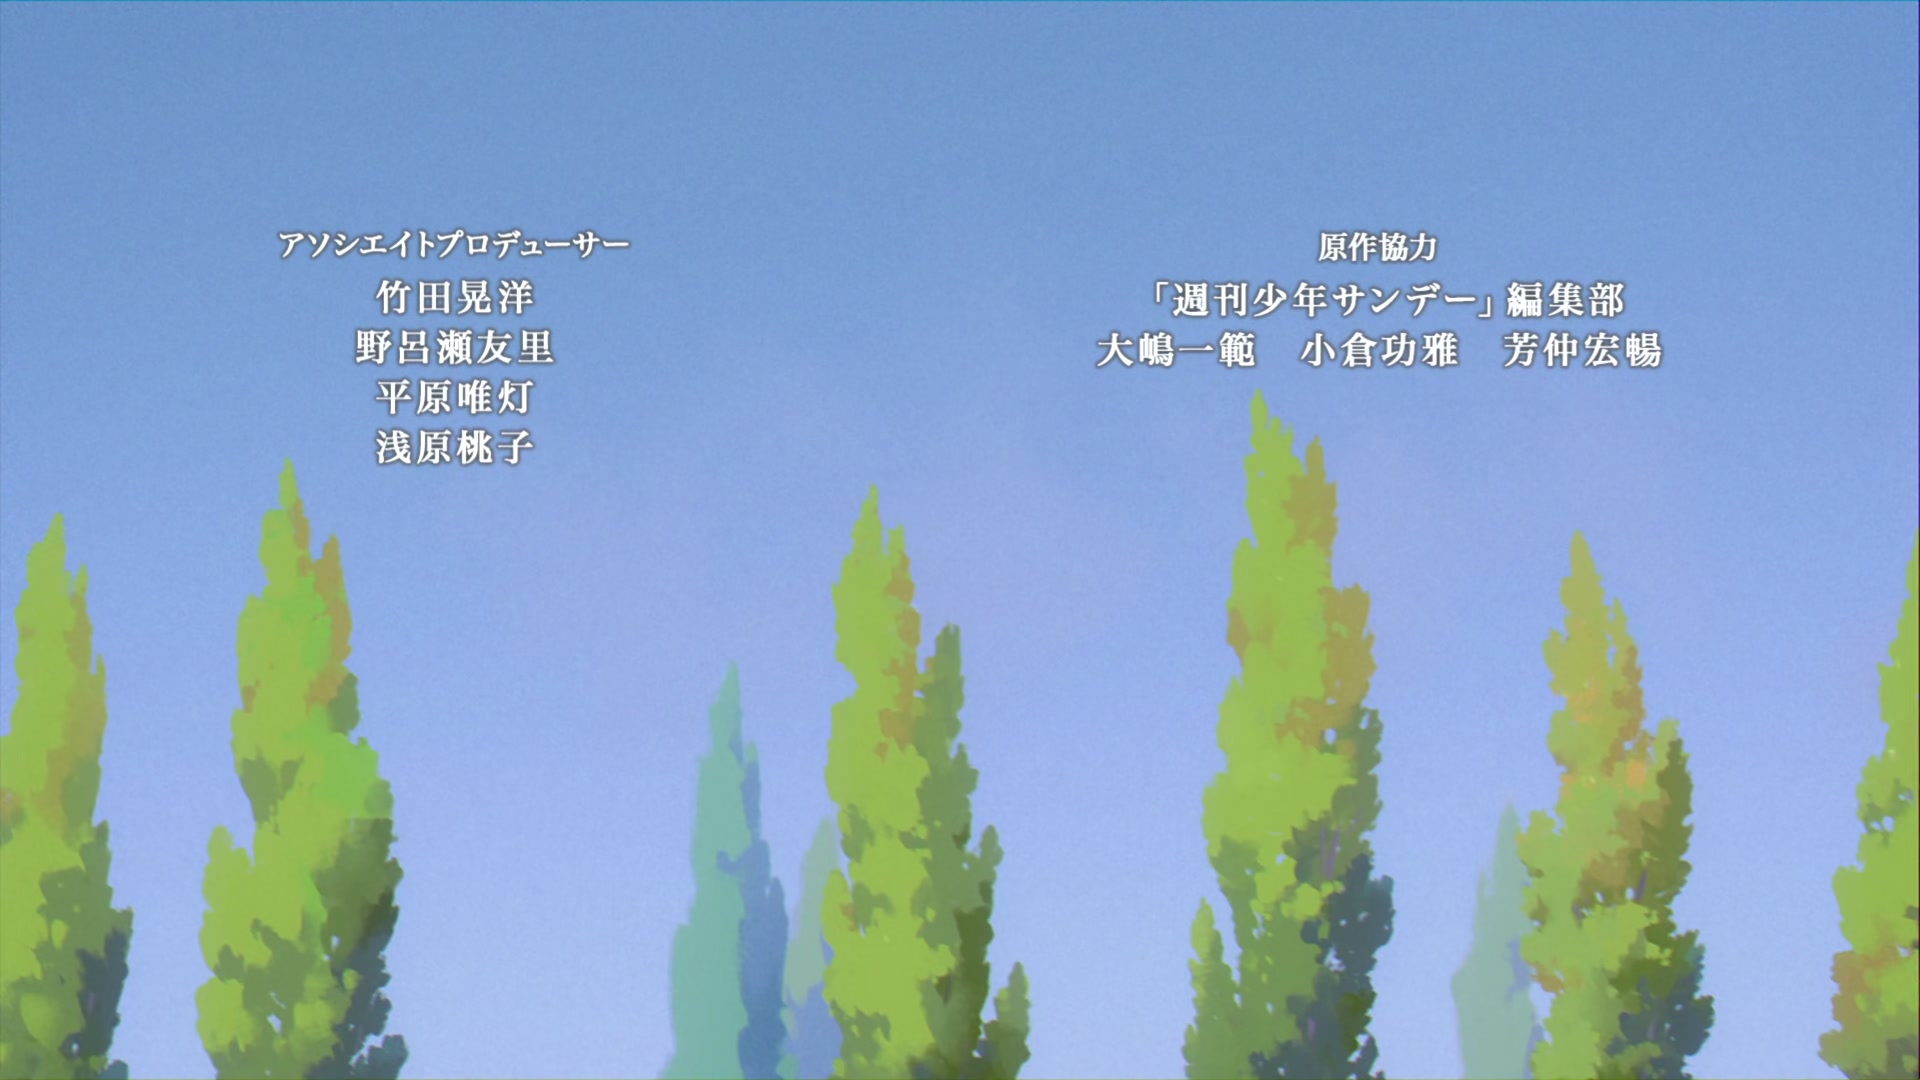 アソシエイトプロデューサー
竹田晃洋
野呂瀬友里
平原唯灯
浅原桃子
原作協力
「週刊少年サンデー」編集部
大嶋一範　小倉功雅　芳仲宏暢